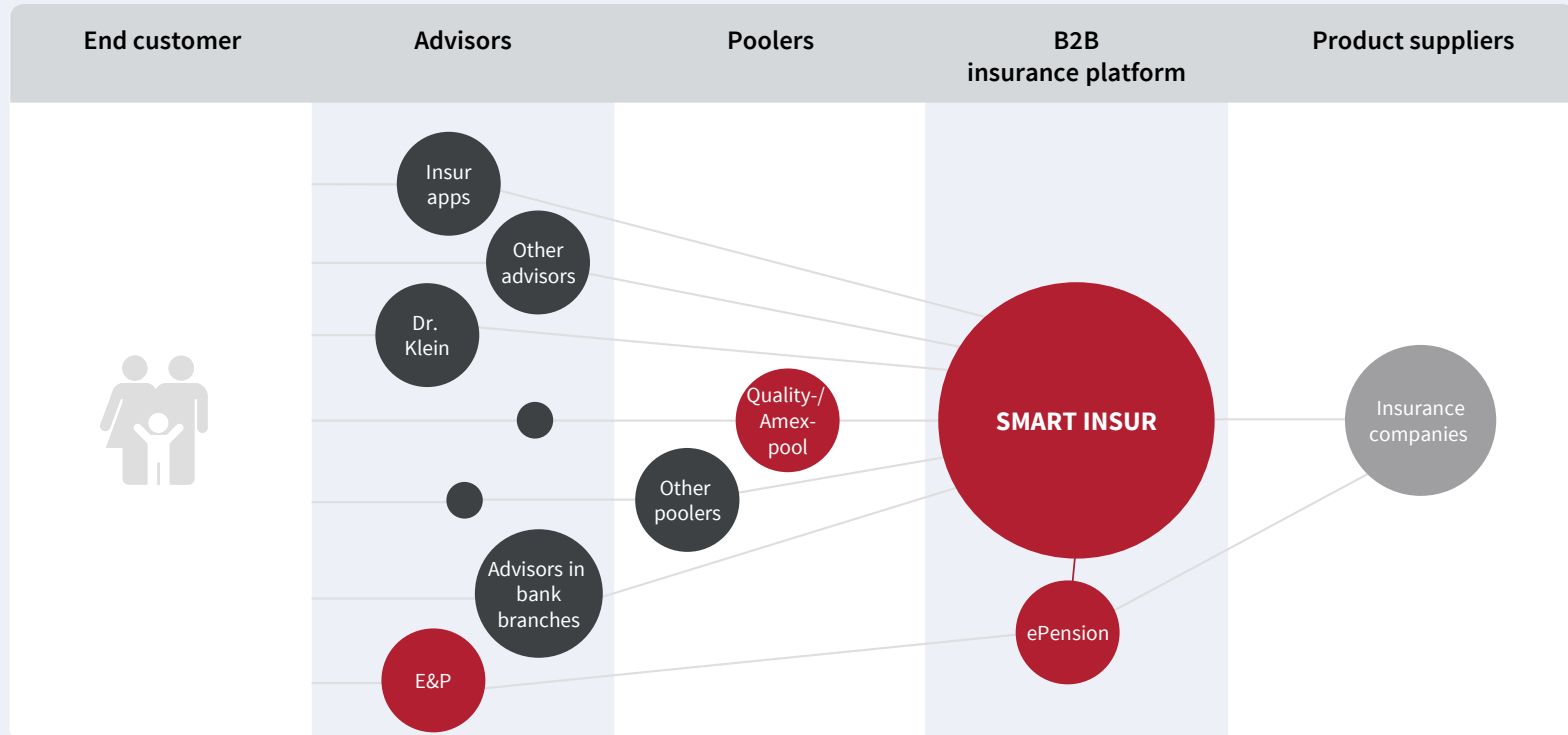 End customer
Advisors
Poolers
B2B
insurance platform
Product suppliers
Insur
apps
Other
advisors
Dr.
Klein
Quality-/
Amex-
pool
SMART INSUR
Insurance
companies
Other
poolers
Advisors in
bank
branches
ePension
E&P